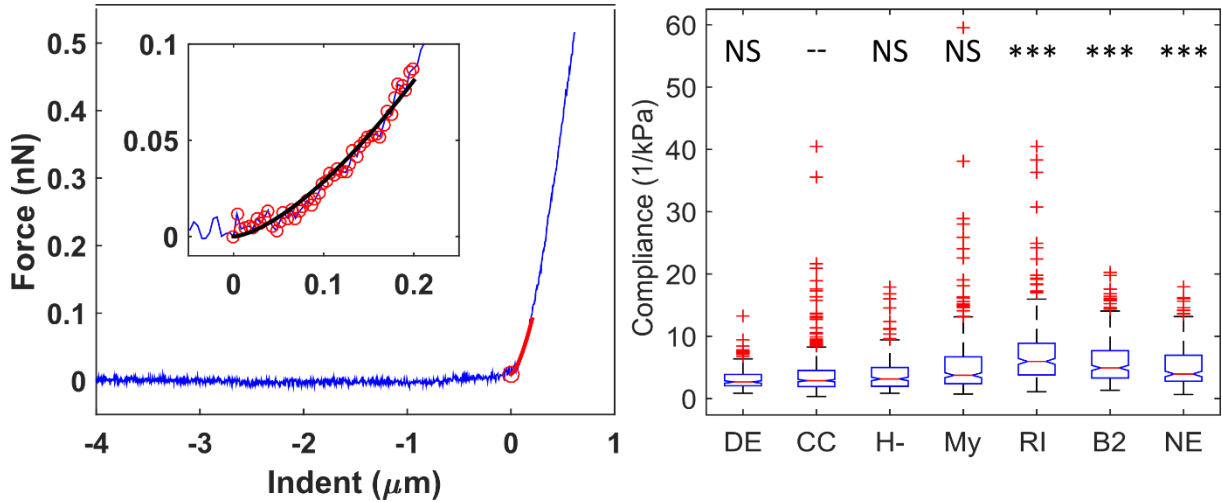 Force (nN)
0.5
0.4
0.3
0.2
0.1
0
-4 -3 -2 -1 0 1
Indent (μm)
0.1
0.05
0
0 0.1 0.2
Compliance (1/kPa)
60
50
40
30
20
10
0
NS -- NS NS *** *** ***
DE CC H- My RI B2 NE